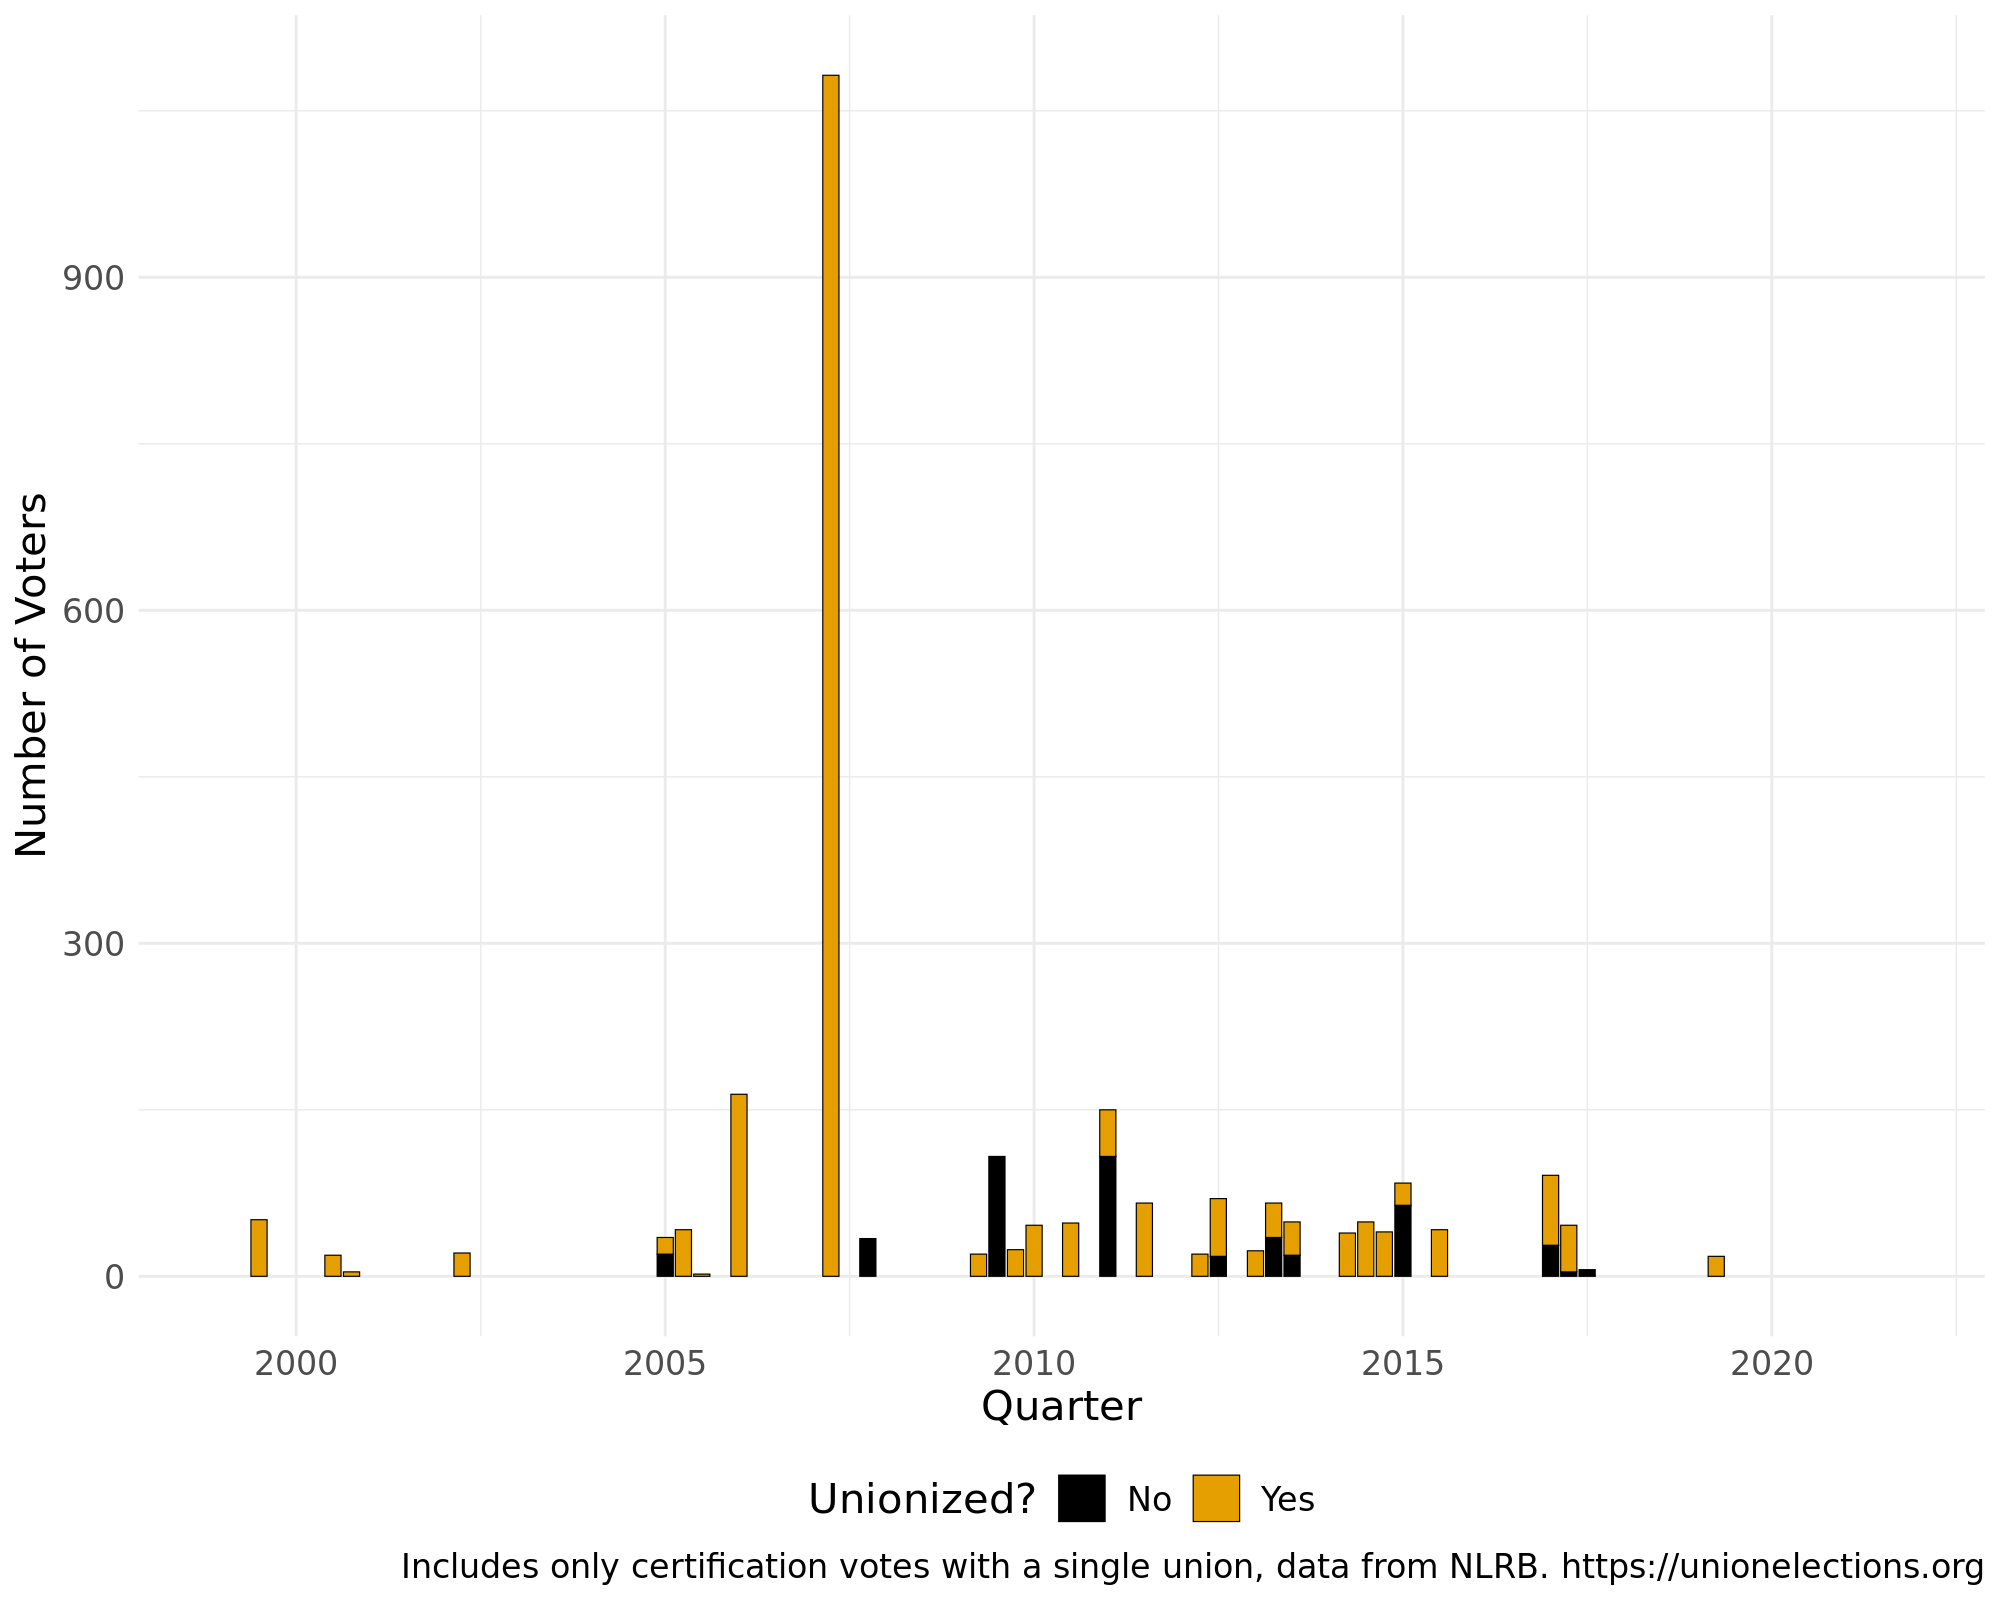 Number of Voters
900
600
300
0
2000 2005 2010 2015 2020
Quarter
Unionized? No Yes
Includes only certification votes with a single union, data from NLRB. https://unionelections.org